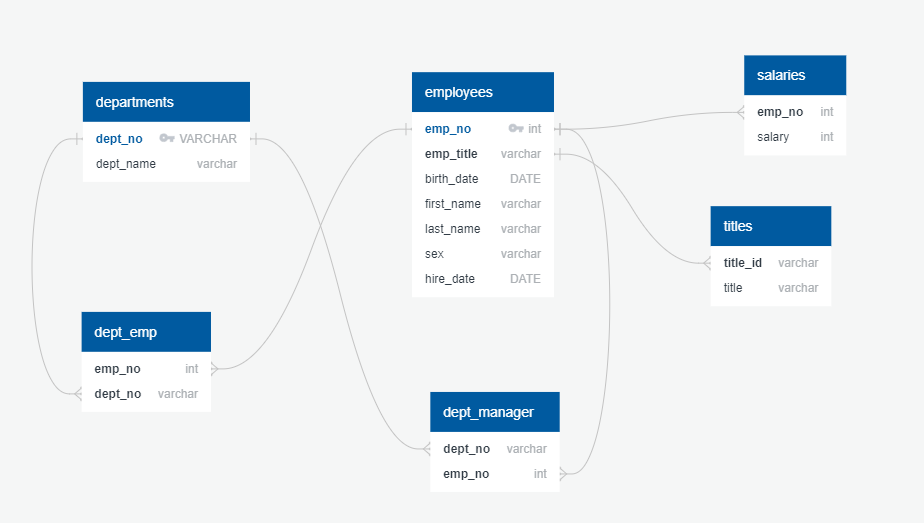 departments
dept_no VARCHAR
dept_name varchar
employees
emp_no int
emp_title varchar
birth_date DATE
first_name varchar
last_name varchar
sex varchar
hire_date DATE
salaries
emp_no int
salary int
titles
title_id varchar
title varchar
dept_emp
emp_no int
dept_no varchar
dept_manager
dept_no varchar
emp_no int